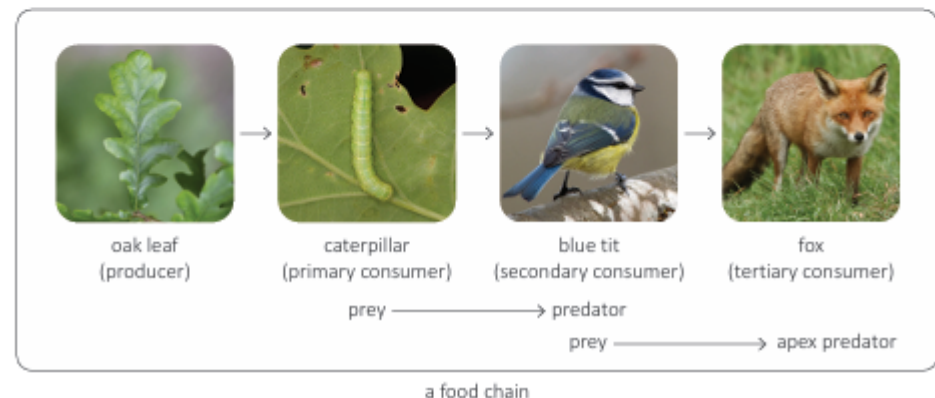 oak leaf
(producer)
caterpillar
(primary consumer)
blue tit
(secondary consumer)
fox
(tertiary consumer)
prey
predator
prey
apex predator
a food chain